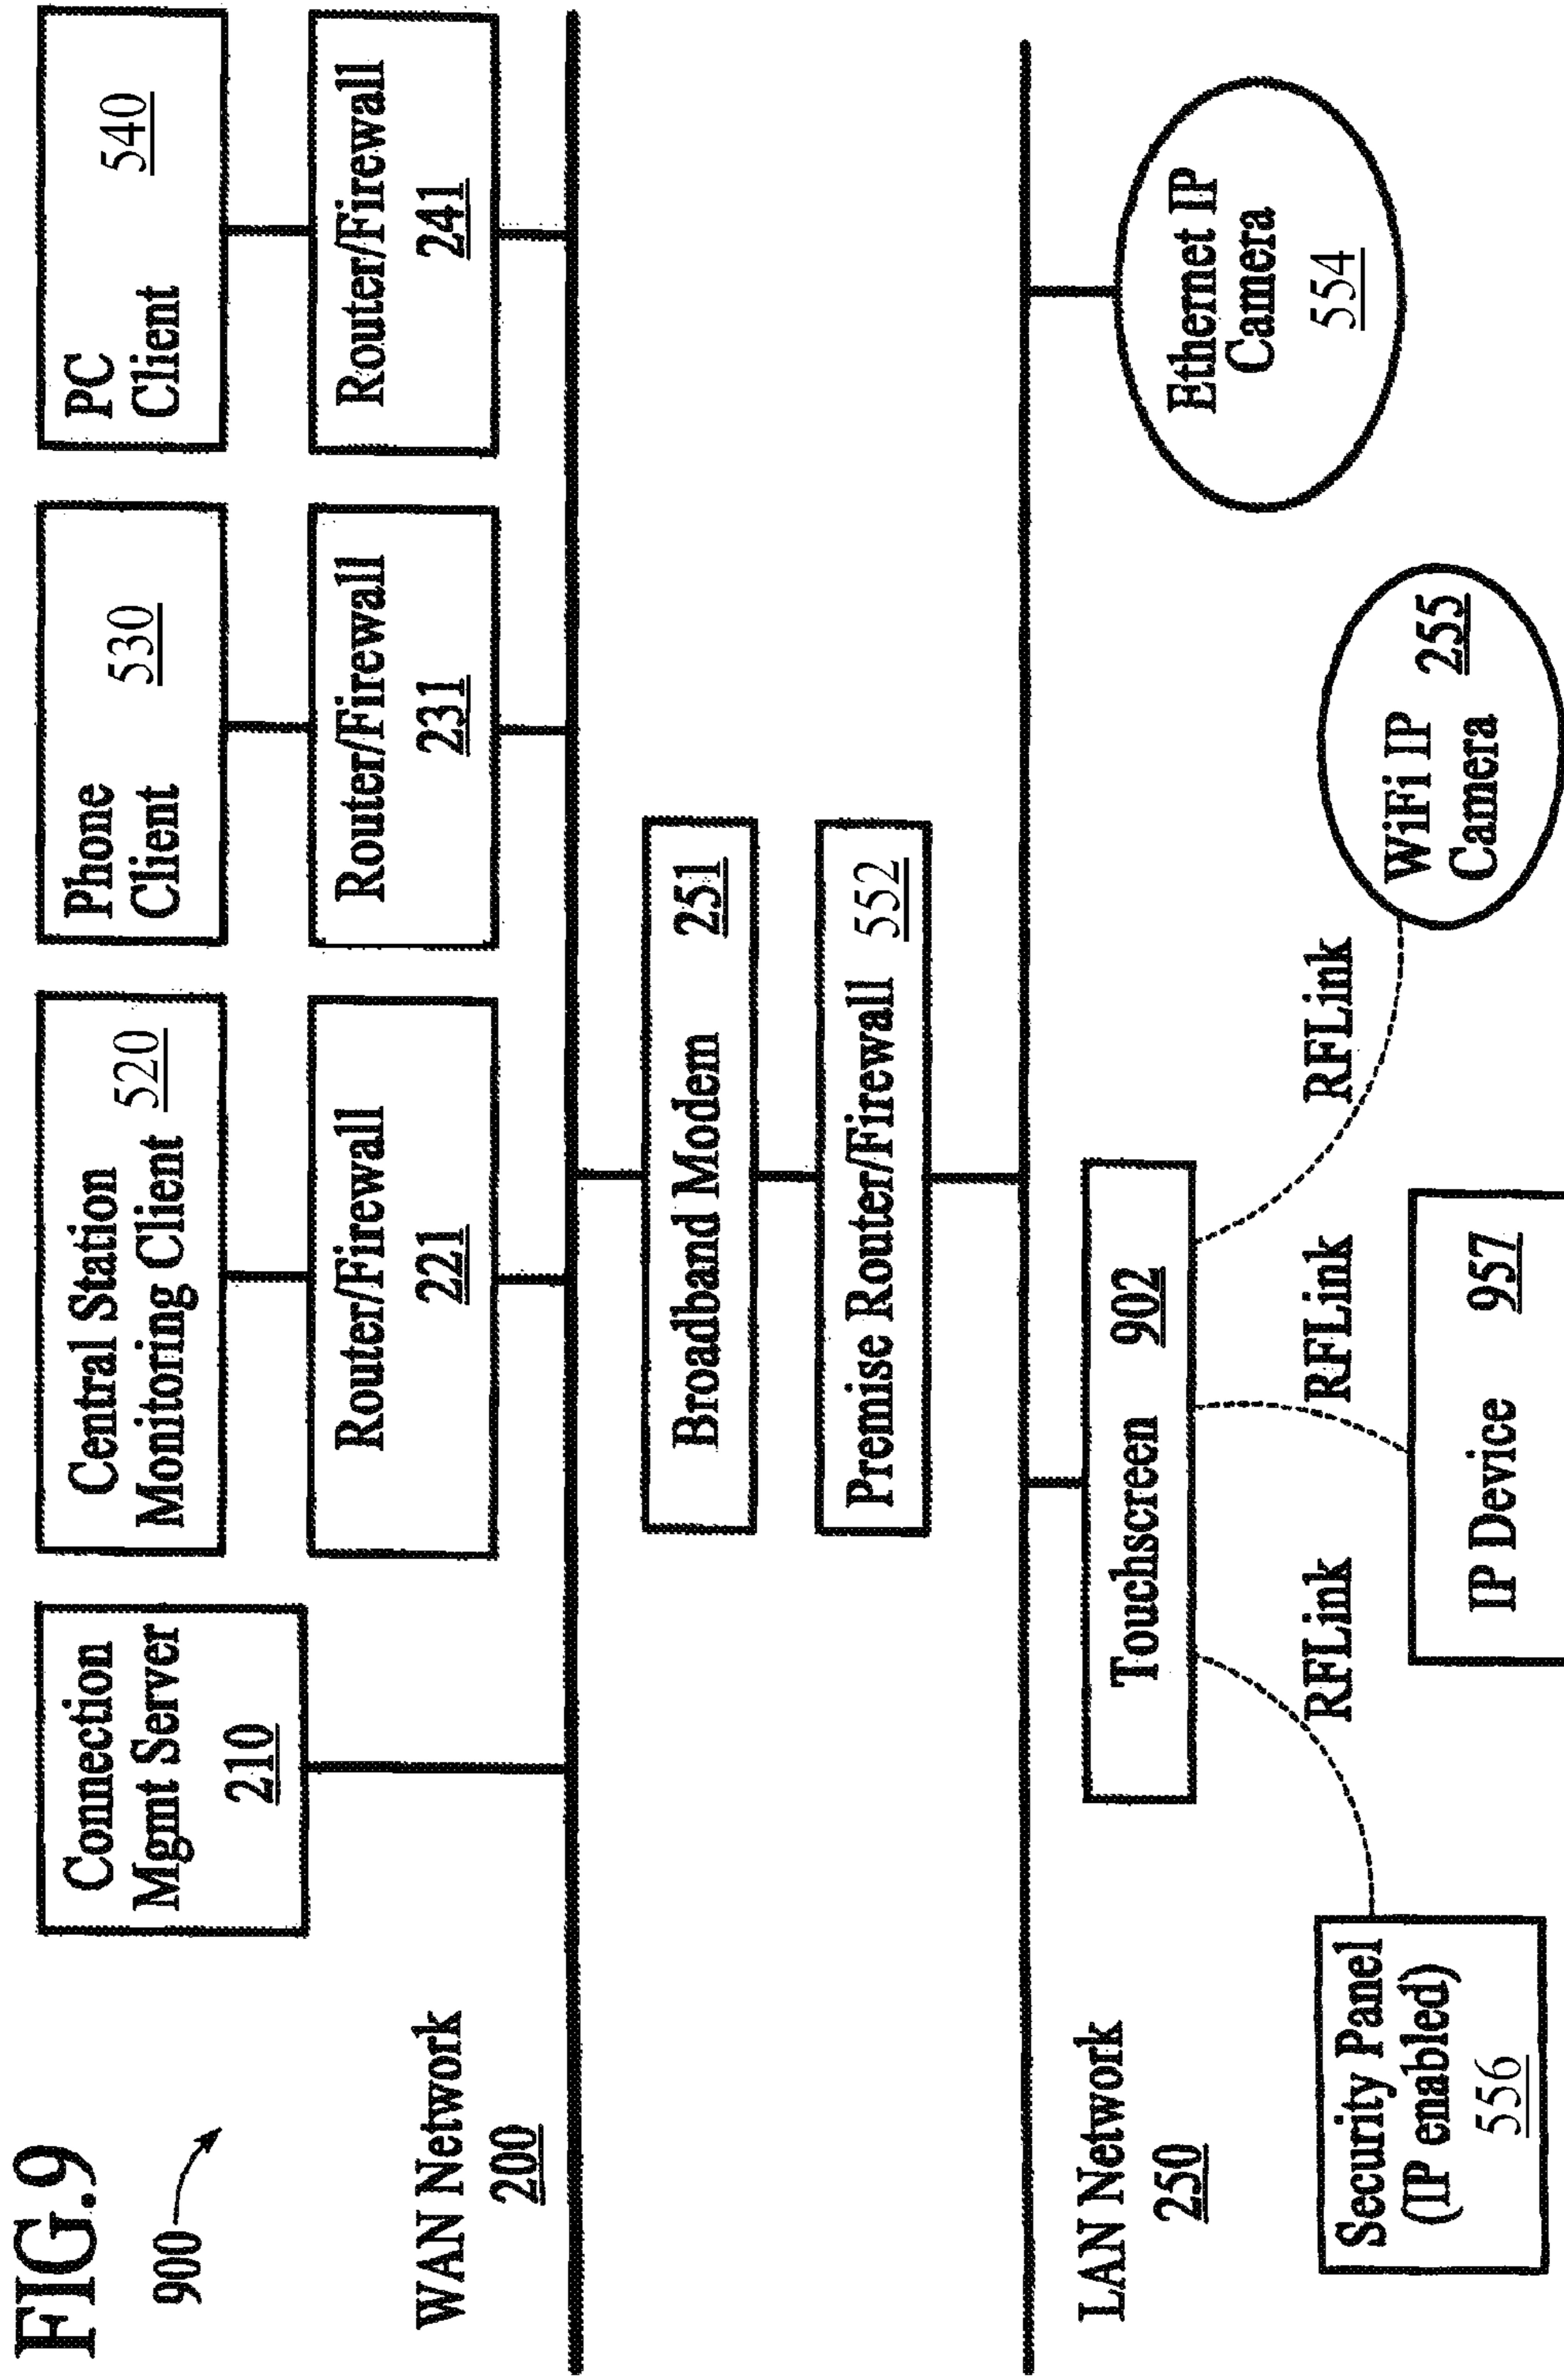 FIG.9
900
Connection
Mgmt Server
210
Central Station
Monitoring Client 520
Phone
Client 530
PC
Client 540
Router/Firewall
221
Router/Firewall
231
Router/Firewall
241
WAN Network
200
Broadband Modem 251
Premise Router/Firewall 552
LAN Network
250
Touchscreen 902
Ethernet IP
Camera
554
RFLink
RFLink
RFLink
Security Panel
(IP enabled)
556
IP Device 957
WiFi IP
Camera 255